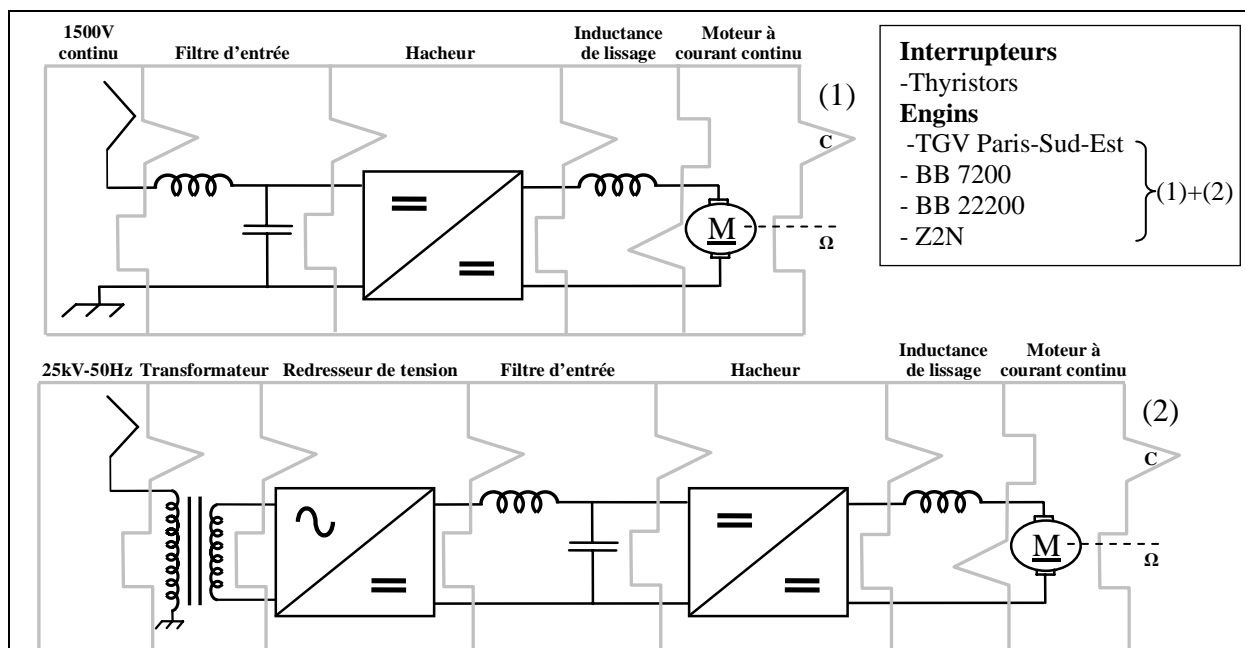 1500V
continu
Filtre d'entrée
Hacheur
Inductance
de lissage
Moteur à
courant continu
(1)
C
M
Ω
Interrupteurs
-Thyristors
Engins
-TGV Paris-Sud-Est
- BB 7200
- BB 22200
- Z2N
(1)+(2)
25kV-50Hz
Transformateur
Redresseur de tension
Filtre d'entrée
Hacheur
Inductance
de lissage
Moteur à
courant continu
(2)
C
M
Ω